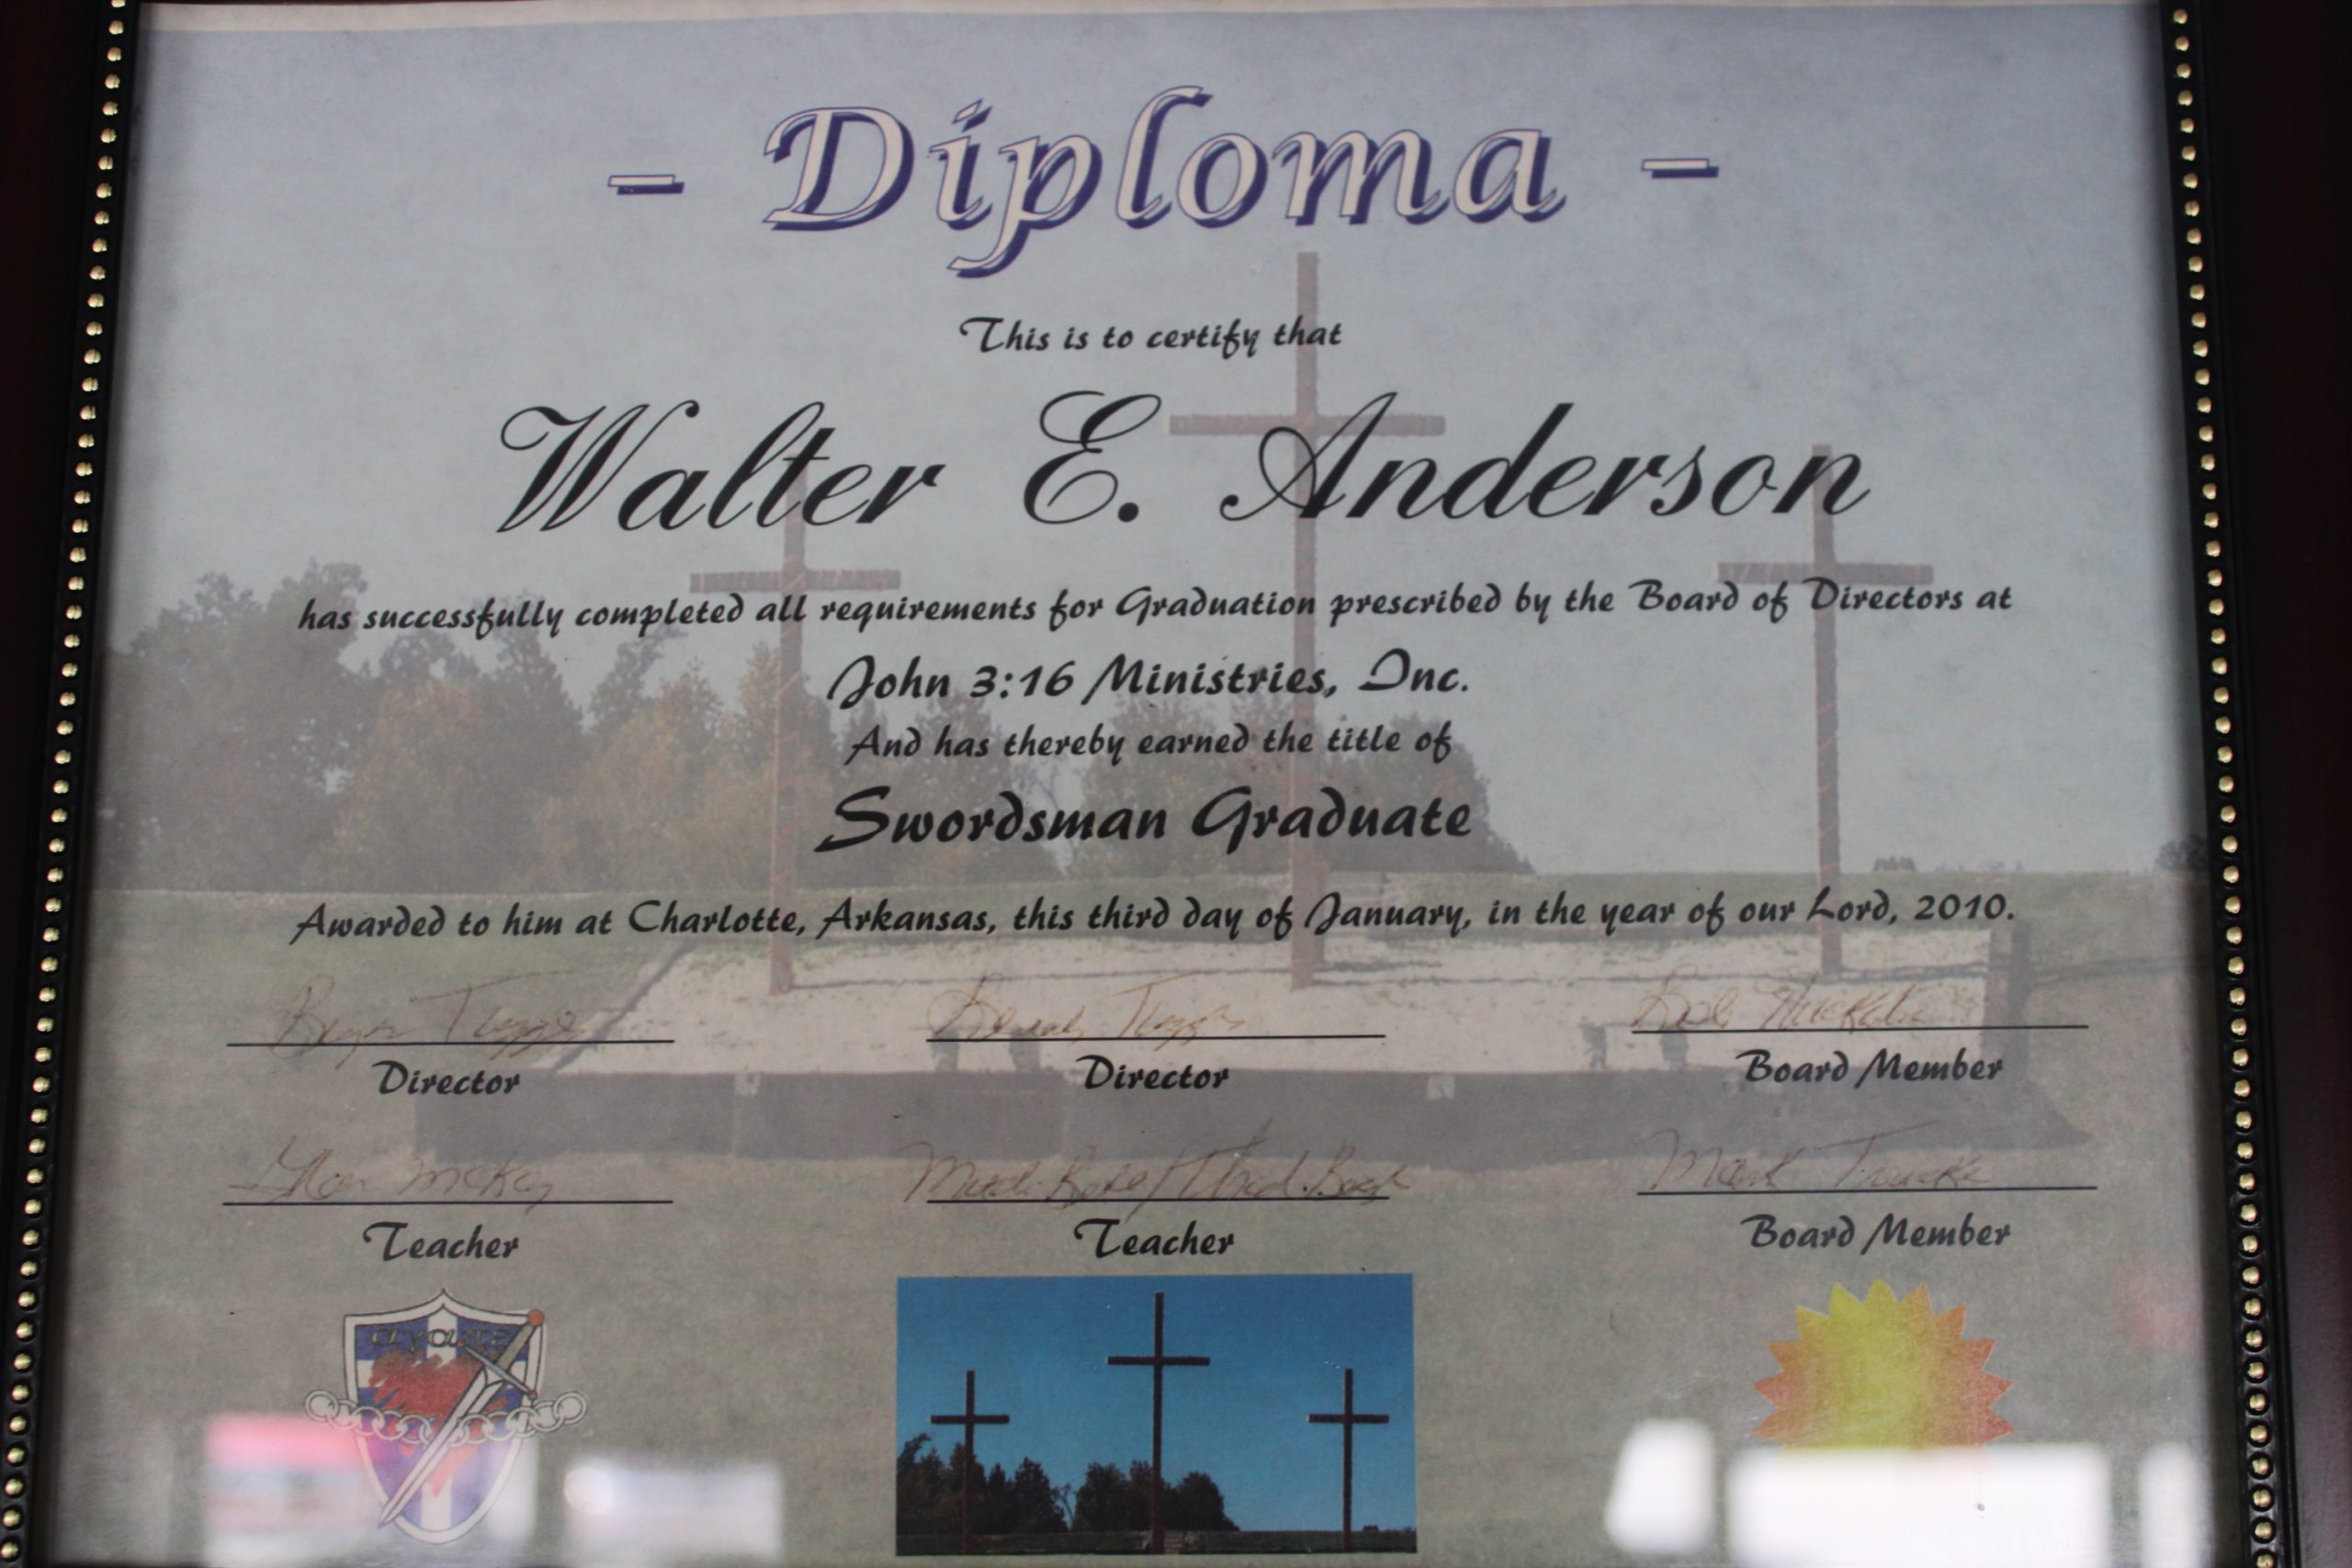 - Diploma -
This is to certify that
Walter E. Anderson
has successfully completed all requirements for Graduation prescribed by the Board of Directors at
John 3:16 Ministries, Inc.
And has thereby earned the title of
Swordsman Graduate
Awarded to him at Charlotte, Arkansas, this third day of January, in the year of our Lord, 2010.
Director Director Board Member
McKay Mark
Teacher Teacher Board Member